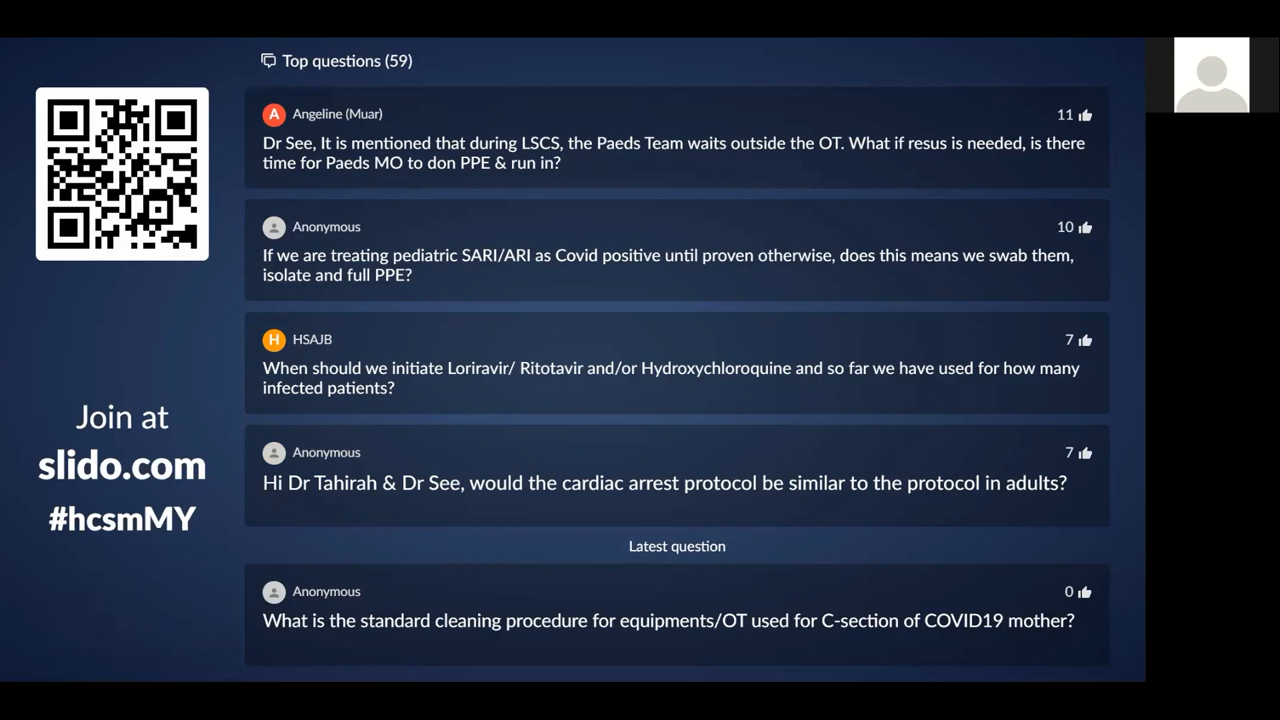 Top questions (59)
A
Angeline (Muar)
11
Dr See, It is mentioned that during LSCS, the Paeds Team waits outside the OT. What if resus is needed, is there
time for Paeds MO to don PPE & run in?
Anonymous
10
If we are treating pediatric SARI/ARI as Covid positive until proven otherwise, does this means we swab them,
isolate and full PPE?
H
HSAJB
7
When should we initiate Loriravir/ Ritotavir and/or Hydroxychloroquine and so far we have used for how many
infected patients?
Anonymous
7
Hi Dr Tahirah & Dr See, would the cardiac arrest protocol be similar to the protocol in adults?
Latest question
Anonymous
0
What is the standard cleaning procedure for equipments/OT used for C-section of COVID19 mother?
Join at
slido.com
#hcsmMY